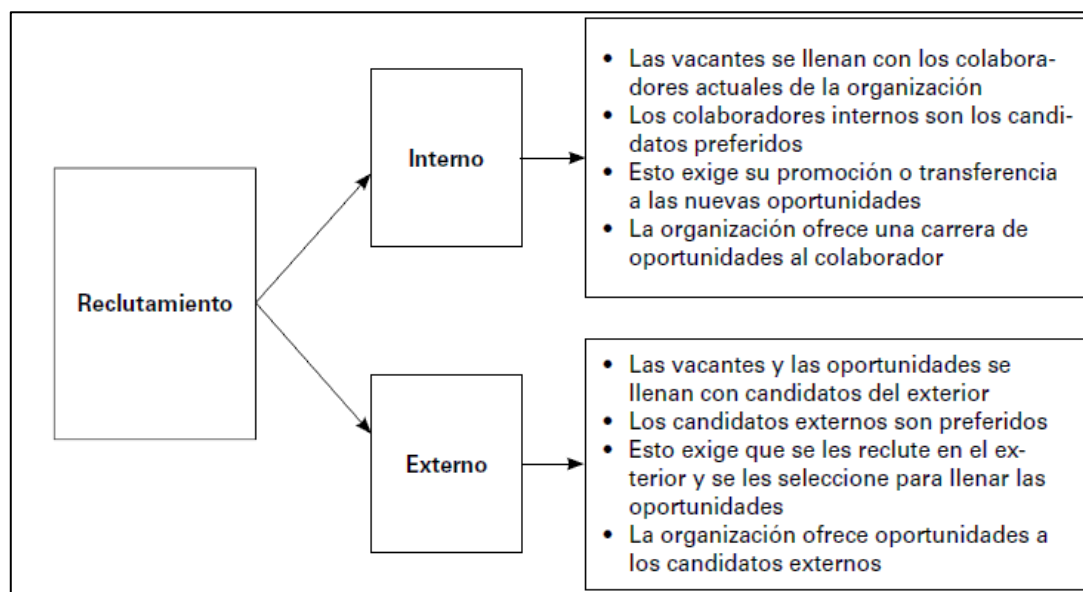 Reclutamiento
Interno
• Las vacantes se llenan con los colabora-
dores actuales de la organización
• Los colaboradores internos son los candi-
datos preferidos
• Esto exige su promoción o transferencia
a las nuevas oportunidades
• La organización ofrece una carrera de
oportunidades al colaborador
Externo
• Las vacantes y las oportunidades se
llenan con candidatos del exterior
• Los candidatos externos son preferidos
• Esto exige que se les reclute en el ex-
terior y se les seleccione para llenar las
oportunidades
• La organización ofrece oportunidades a
los candidatos externos